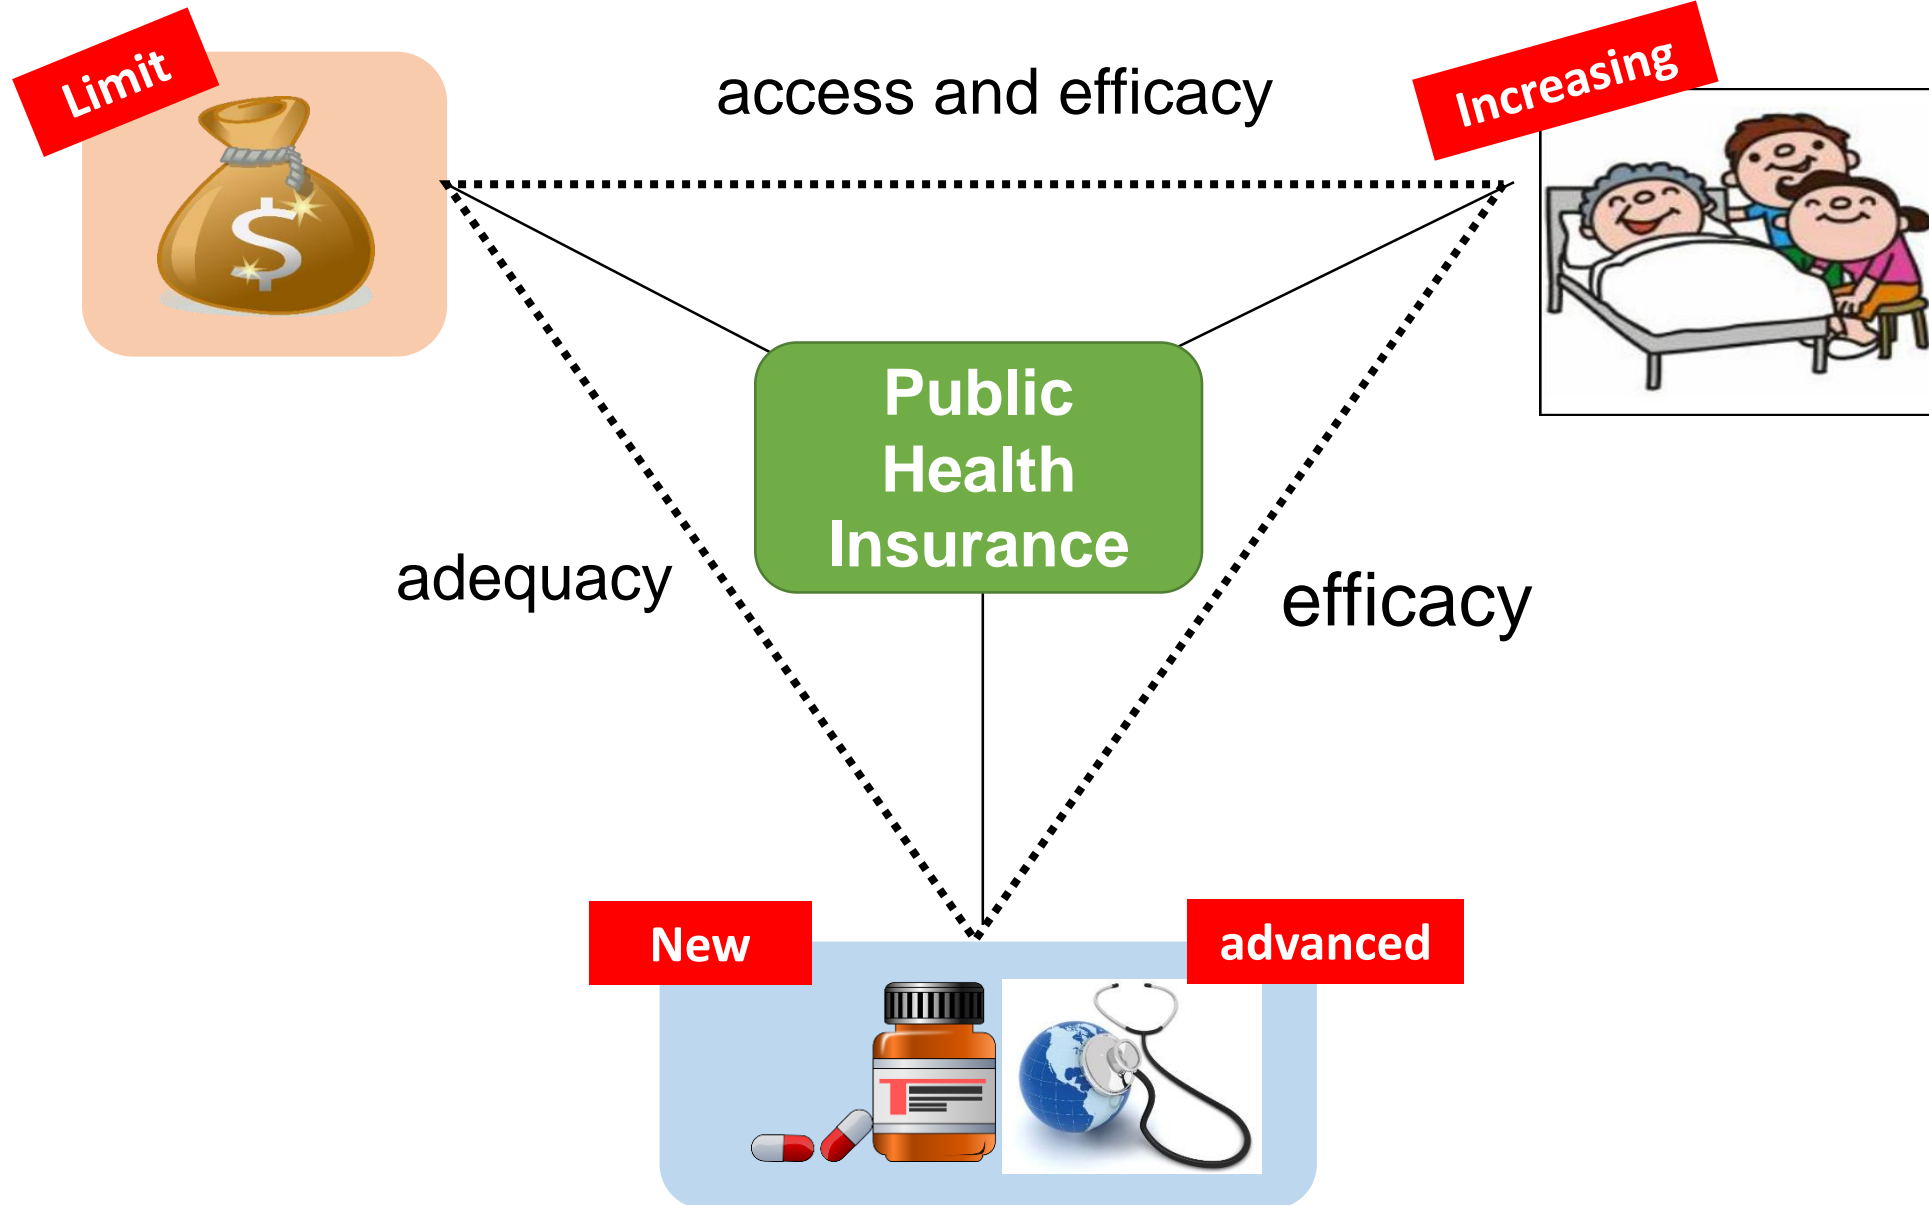 Limit
access and efficacy
Increasing
Public
Health
Insurance
adequacy
efficacy
New
advanced
$